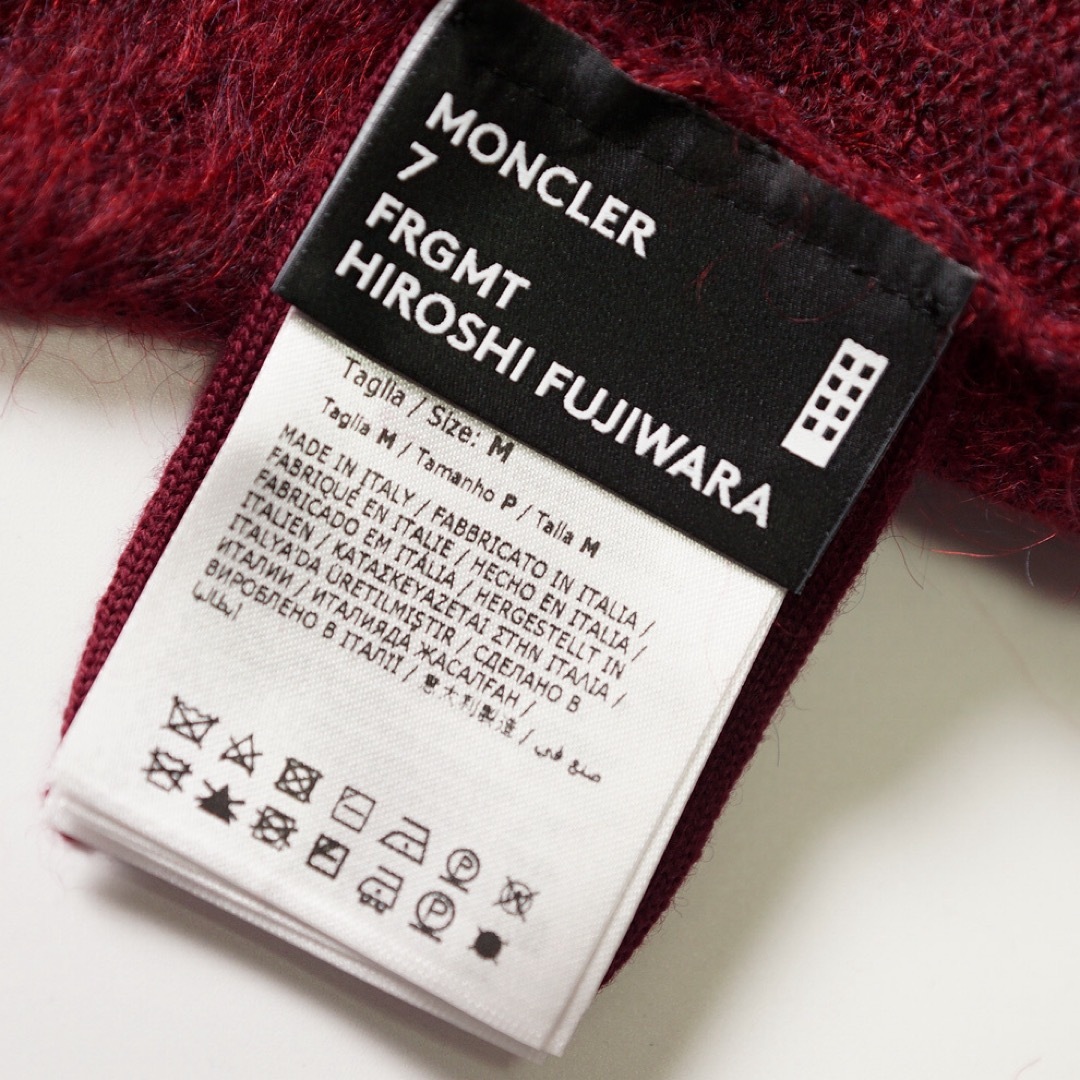 MONCLER
7
FRGMT
HIROSHI FUJIWARA
Taglia / Size: M
Taglia M / Tamanho P / Talla M
MADE IN ITALY / FABBRICATO IN ITALIA /
FABRIQUÉ EN ITALIE / HECHO EN ITALIA /
FABRICADO EM ITALIA / HERGESTELLT IN
ITALIEN / ΚΑΤΑΣΚΕΥΑΖΕΤΑΙ ΣΤΗΝ ΙΤΑΛΙΑ /
ITALYA'DA ÜRETILMIŞTIR / СДЕЛАНО В
ИТАЛИИ / ИТАЛИЯДА ЖАСАЛҒАН /
ВИРОБЛЕНО В ІТАЛІЇ / 意大利製造 / صنع في
إيطاليا
P
P